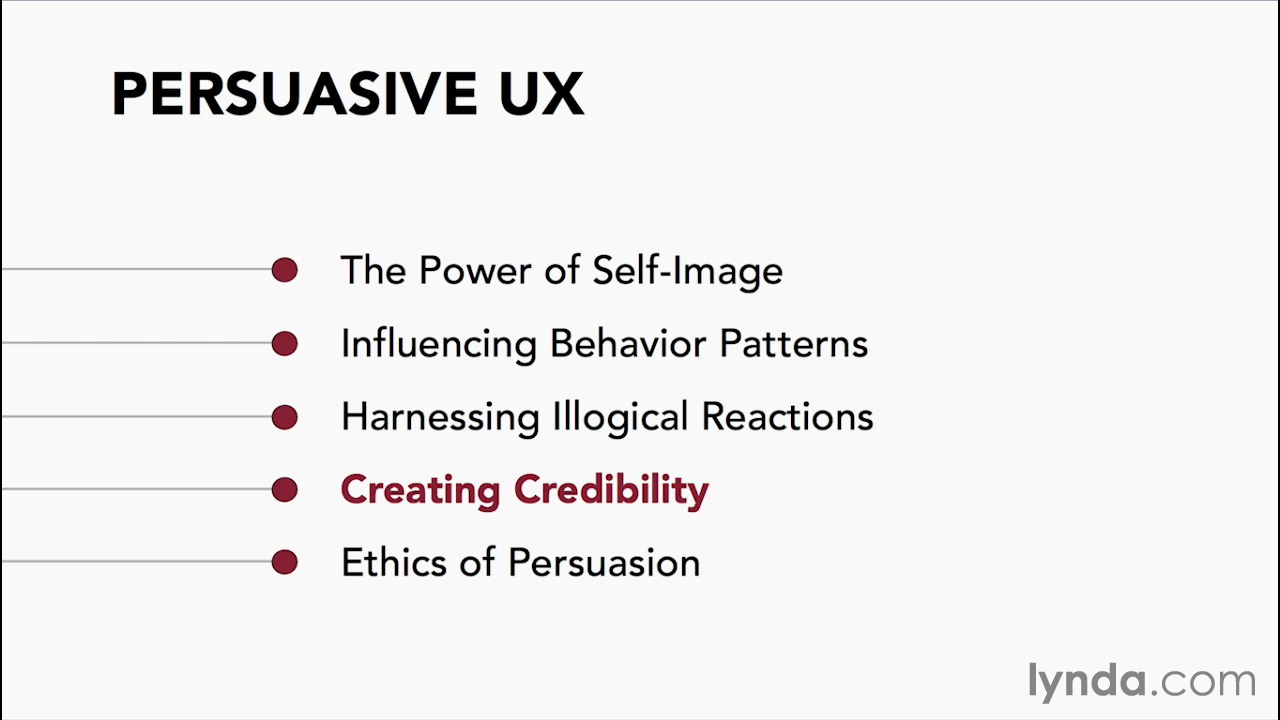 PERSUASIVE UX
The Power of Self-Image
Influencing Behavior Patterns
Harnessing Illogical Reactions
Creating Credibility
Ethics of Persuasion
lynda.com